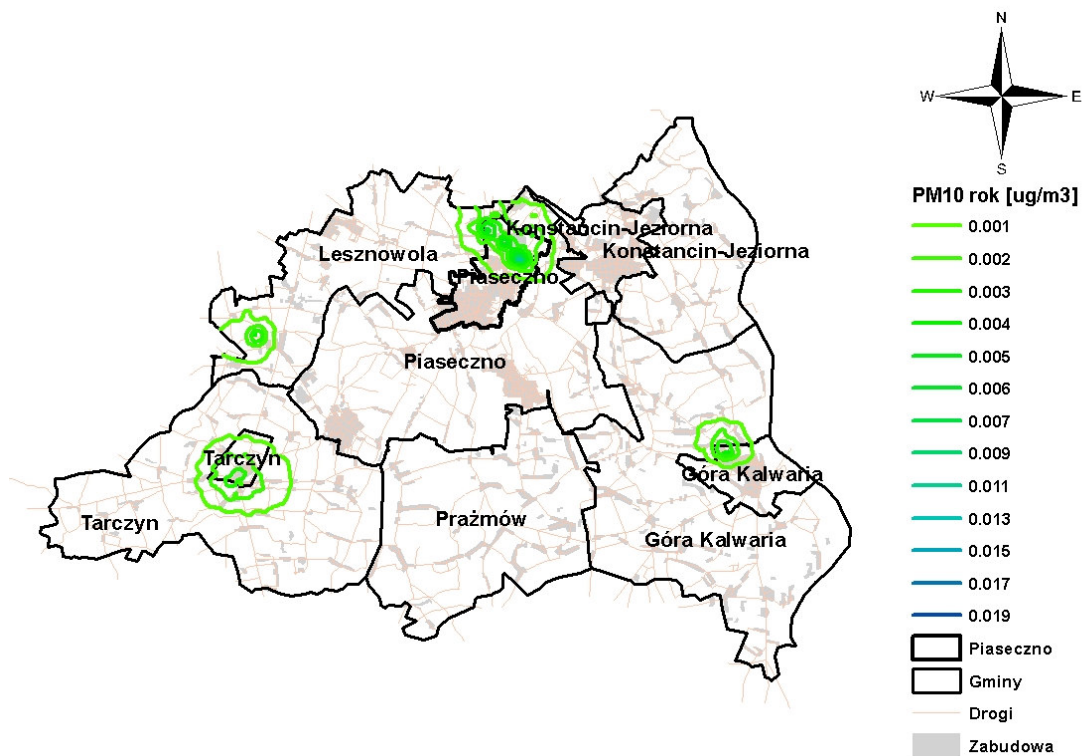 N
W
E
S
PM10 rok [ug/m3]
0.001
0.002
0.003
0.004
0.005
0.006
0.007
0.009
0.011
0.013
0.015
0.017
0.019
Piaseczno
Gminy
Drogi
Zabudowa
Konstancin-Jeziorna
Konstancin-Jeziorna
Lesznowola
Piaseczno
Piaseczno
Tarczyn
Góra Kalwaria
Tarczyn
Prażmów
Góra Kalwaria